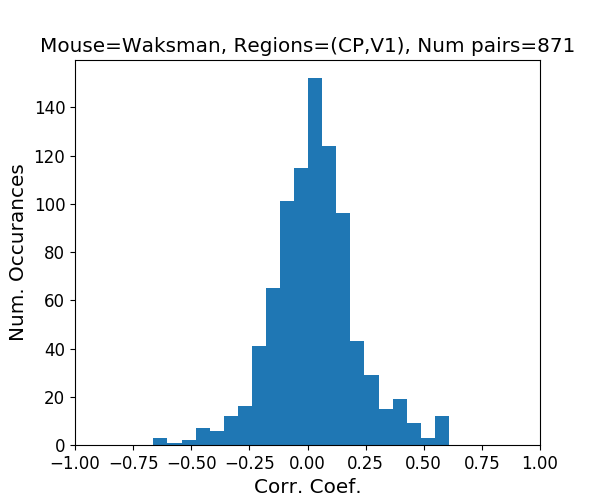 Mouse=Waksman, Regions=(CP,V1), Num pairs=871
Num. Occurances
140
120
100
80
60
40
20
0
−1.00 −0.75 −0.50 −0.25 0.00 0.25 0.50 0.75 1.00
Corr. Coef.